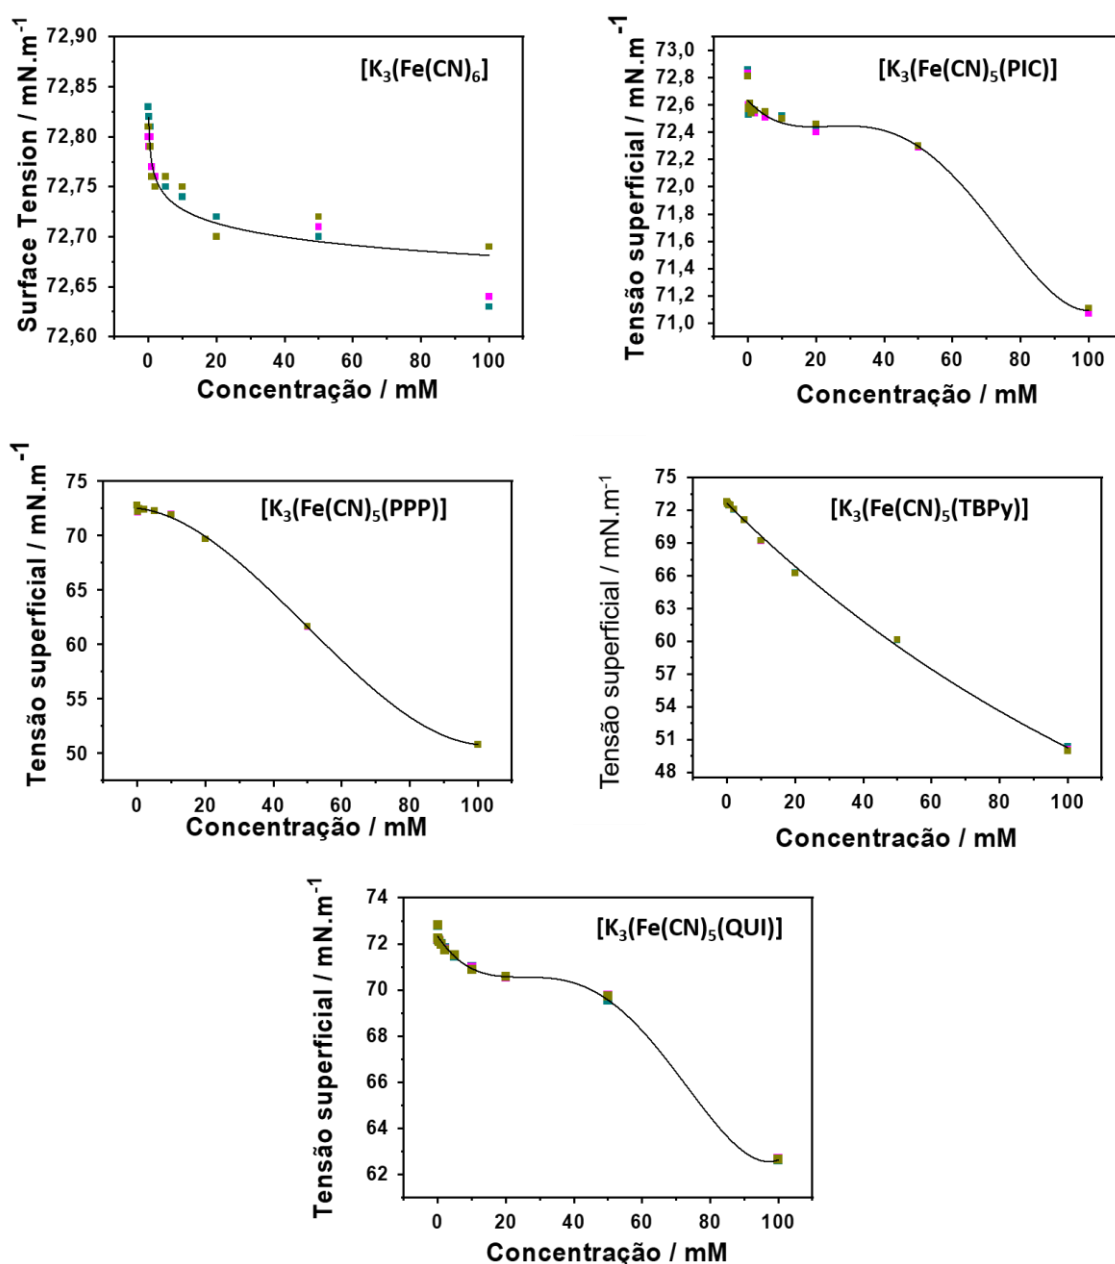 [K₃(Fe(CN)₆]
Surface Tension / mN.m⁻¹
72,90
72,85
72,80
72,75
72,70
72,65
72,60
0 20 40 60 80 100
Concentração / mM
[K₃(Fe(CN)₅(PIC)]
Tensão superficial / mN.m⁻¹
73,0
72,8
72,6
72,4
72,2
72,0
71,8
71,6
71,4
71,2
71,0
0 20 40 60 80 100
Concentração / mM
[K₃(Fe(CN)₅(PPP)]
Tensão superficial / mN.m⁻¹
75
70
65
60
55
50
0 20 40 60 80 100
Concentração / mM
[K₃(Fe(CN)₅(TBPy)]
Tensão superficial / mN.m⁻¹
75
72
69
66
63
60
57
54
51
48
0 20 40 60 80 100
Concentração / mM
[K₃(Fe(CN)₅(QUI)]
Tensão superficial / mN.m⁻¹
74
72
70
68
66
64
62
0 20 40 60 80 100
Concentração / mM